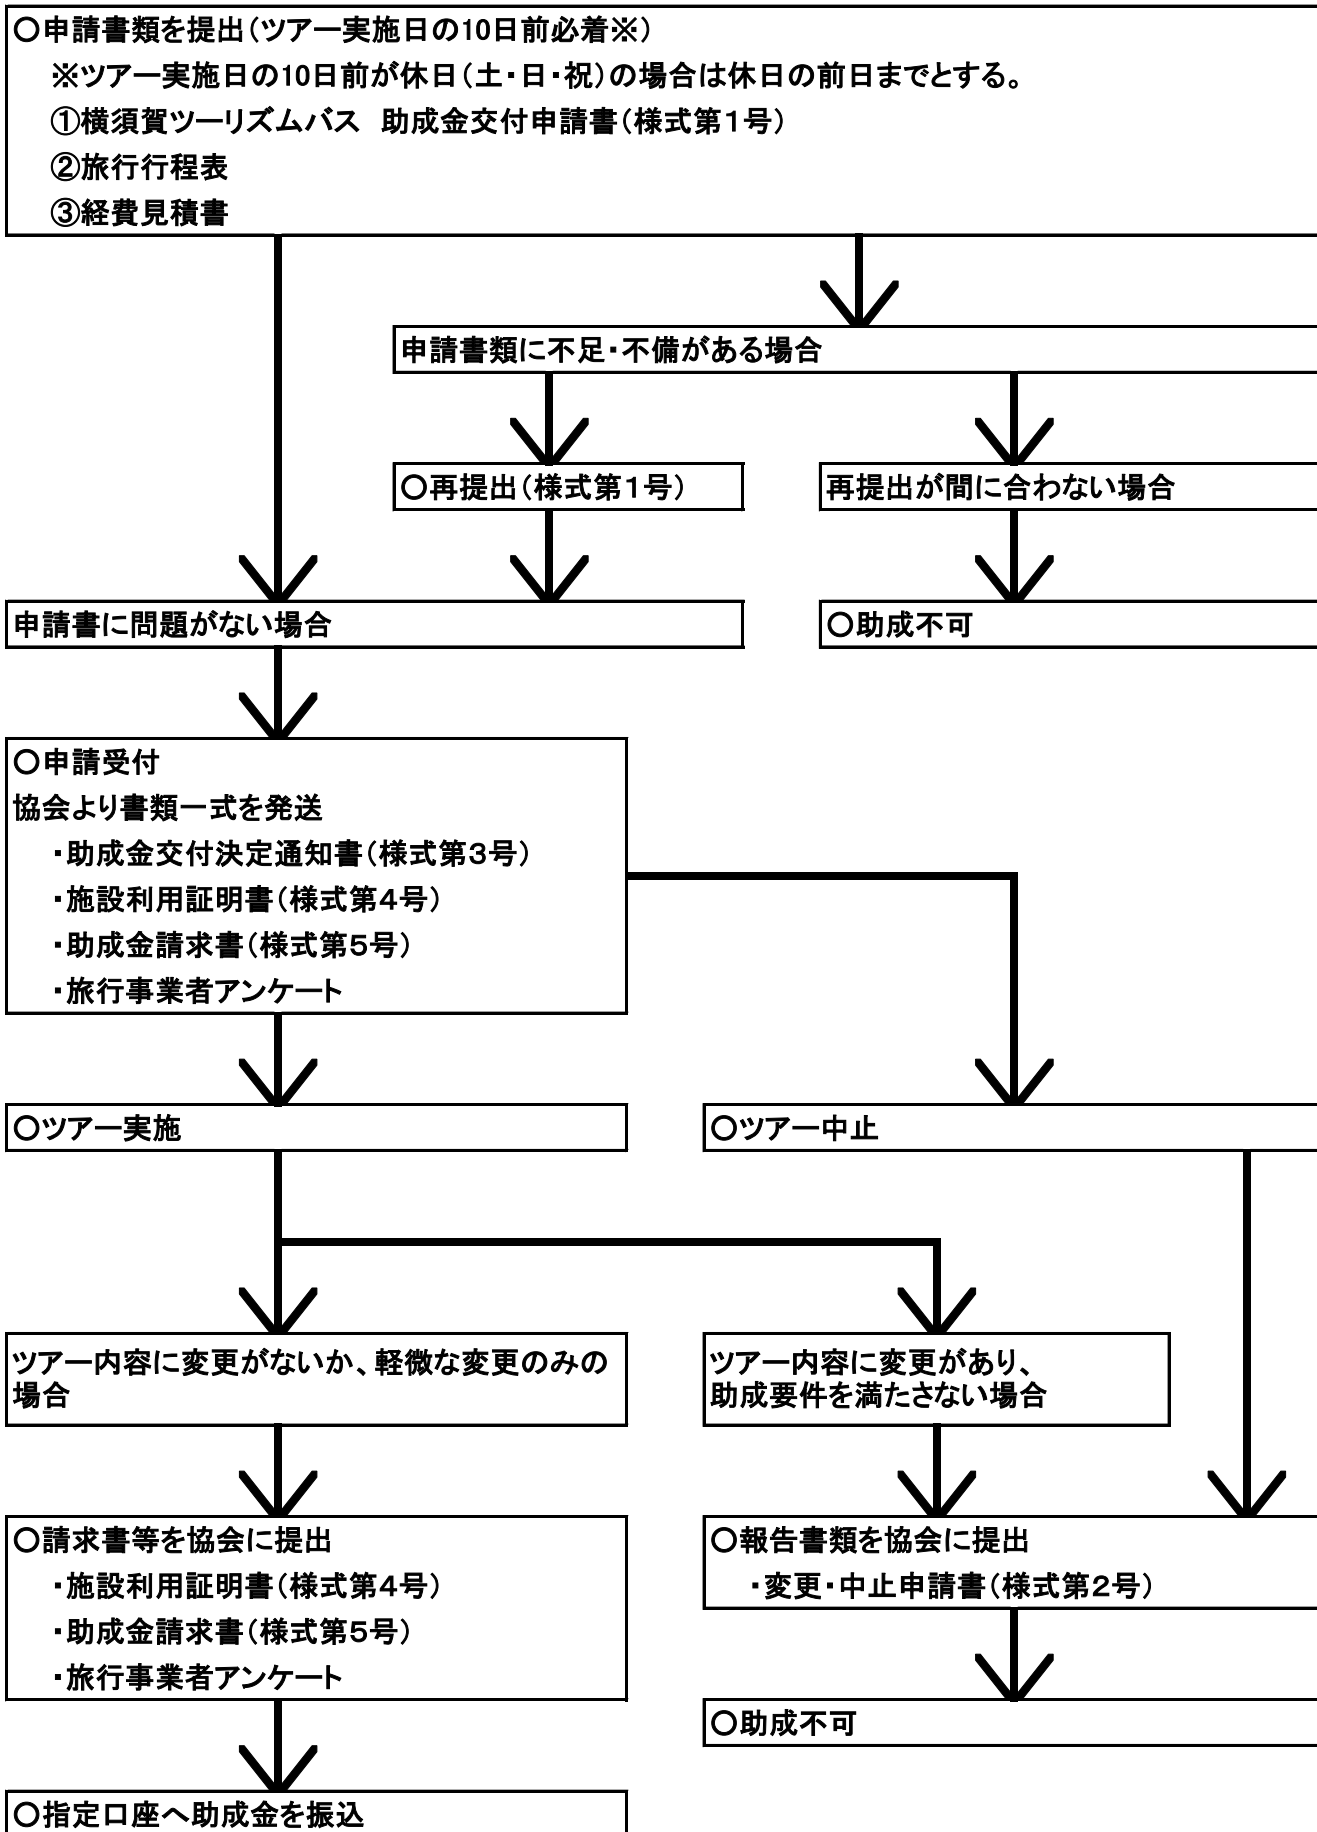 ○申請書類を提出（ツアー実施日の10日前必着※）
※ツアー実施日の10日前が休日（土・日・祝）の場合は休日の前日までとする。
①横須賀ツーリズムバス　助成金交付申請書（様式第１号）
②旅行行程表
③経費見積書
申請書類に不足・不備がある場合
○再提出（様式第１号）
再提出が間に合わない場合
申請書に問題がない場合
○助成不可
○申請受付
協会より書類一式を発送
・助成金交付決定通知書（様式第３号）
・施設利用証明書（様式第４号）
・助成金請求書（様式第５号）
・旅行事業者アンケート
○ツアー実施
○ツアー中止
ツアー内容に変更がないか、軽微な変更のみの
場合
ツアー内容に変更があり、
助成要件を満たさない場合
○請求書等を協会に提出
・施設利用証明書（様式第４号）
・助成金請求書（様式第５号）
・旅行事業者アンケート
○報告書類を協会に提出
・変更・中止申請書（様式第２号）
○助成不可
○指定口座へ助成金を振込